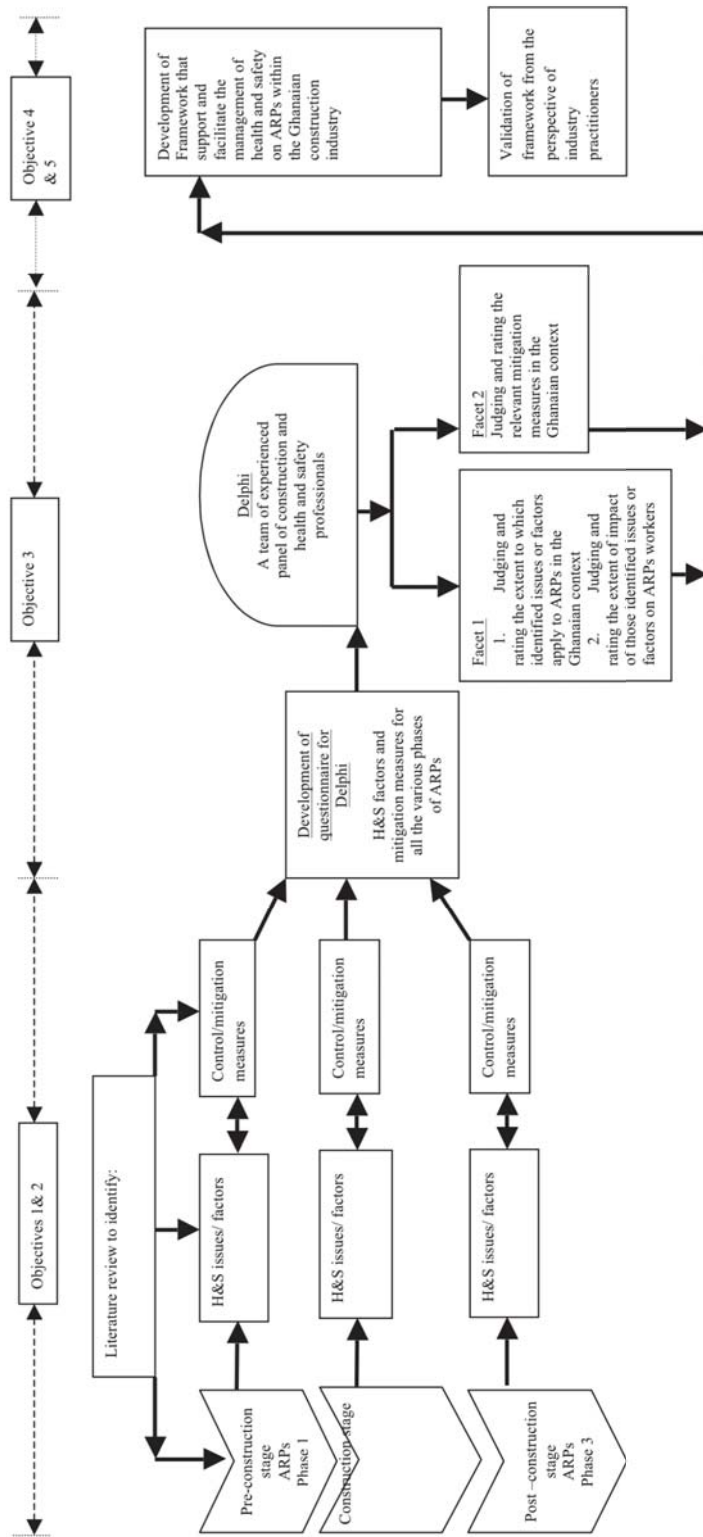 Objectives 1& 2
Objective 3
Objective 4
& 5
Literature review to identify:
Pre-construction
stage
ARPs
Phase 1
H&S issues/ factors
Control/mitigation
measures
Construction stage
H&S issues/ factors
Control/mitigation
measures
Post –construction
stage
ARPs
Phase 3
H&S issues/ factors
Control/mitigation
measures
Development of
questionnaire for
Delphi
H&S factors and
mitigation measures for
all the various phases
of ARPs
Delphi
A team of experienced
panel of construction and
health and safety
professionals
Facet 1
1. Judging and
rating the extent to which
identified issues or factors
apply to ARPs in the
Ghanaian context
2. Judging and
rating the extent of impact
of those identified issues or
factors on ARPs workers
Facet 2
Judging and rating the
relevant mitigation
measures in the
Ghanaian context
Development of
Framework that
support and
facilitate the
management of
health and safety
on ARPs within
the Ghanaian
construction
industry
Validation of
framework from the
perspective of
industry
practitioners